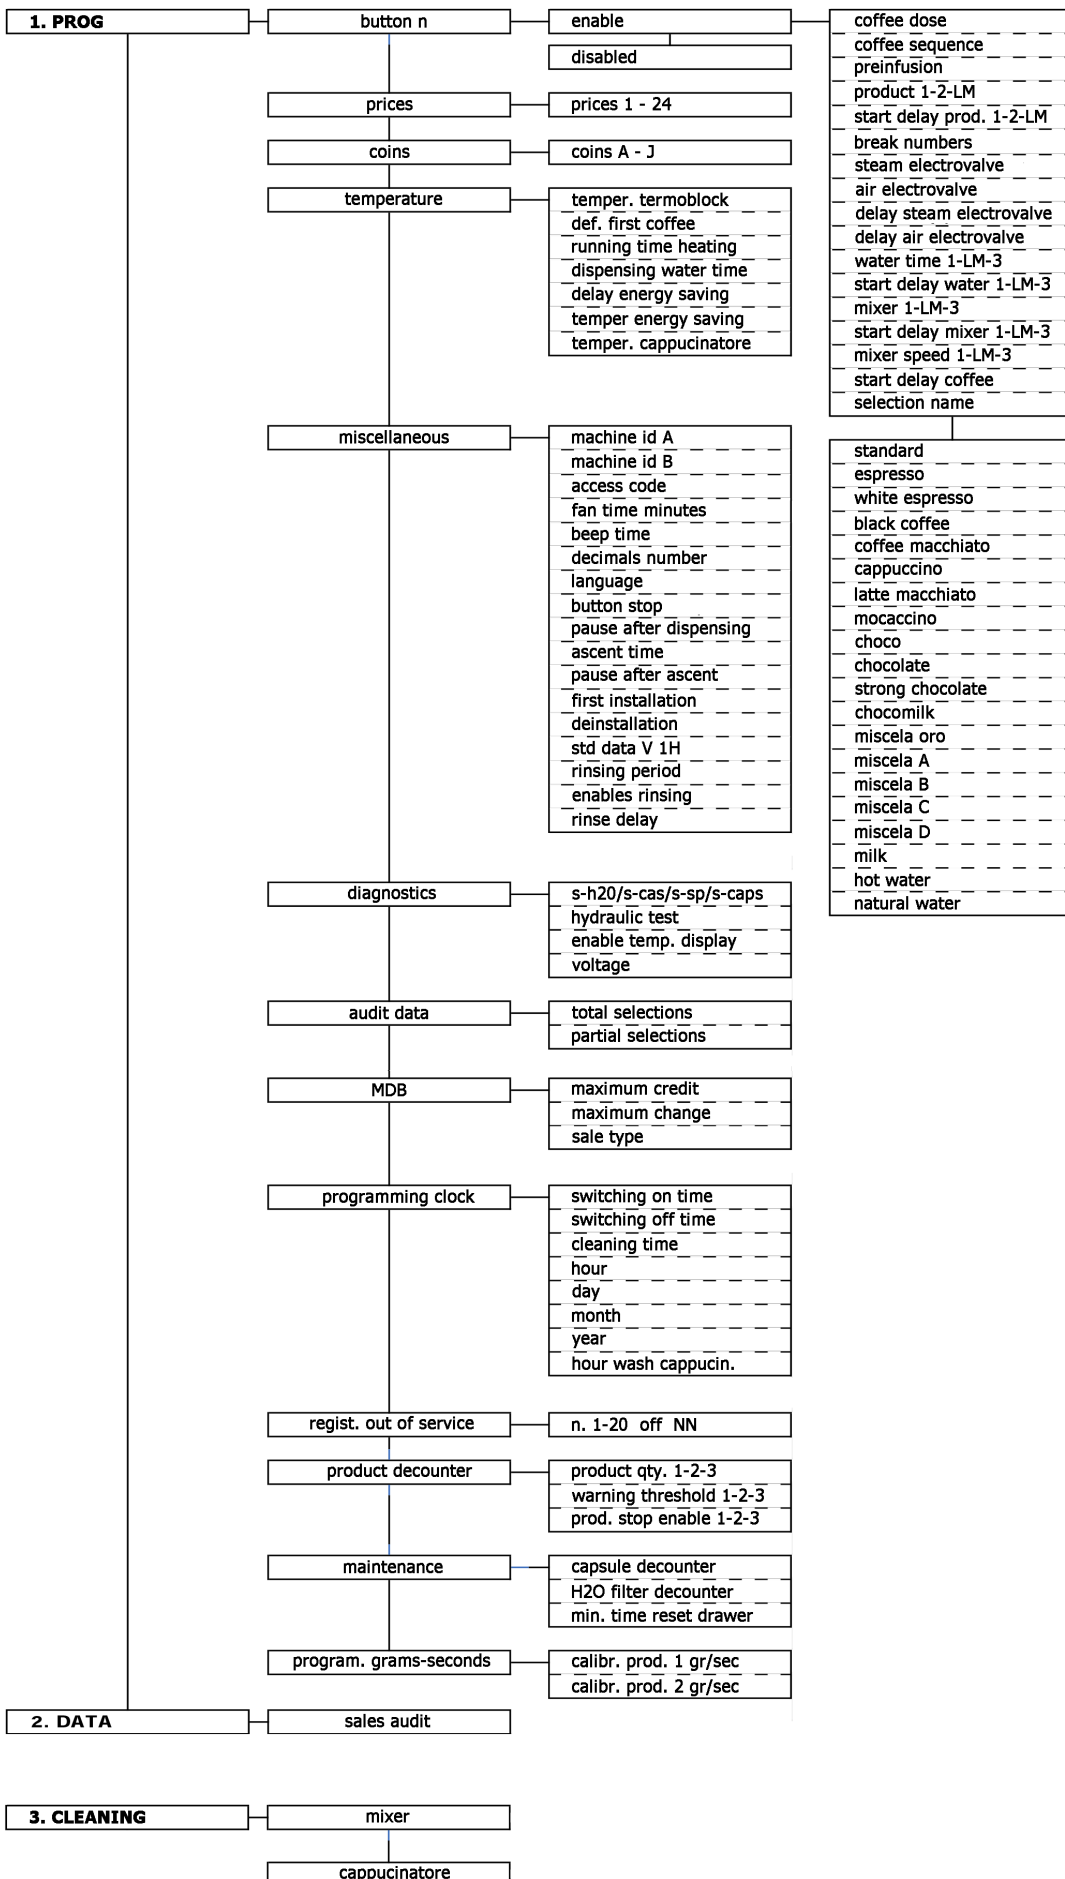 1. PROG
button n
enable
disabled
coffee dose
coffee sequence
preinfusion
product 1-2-LM
start delay prod. 1-2-LM
break numbers
steam electrovalve
air electrovalve
delay steam electrovalve
delay air electrovalve
water time 1-LM-3
start delay water 1-LM-3
mixer 1-LM-3
start delay mixer 1-LM-3
mixer speed 1-LM-3
start delay coffee
selection name
standard
espresso
white espresso
black coffee
coffee macchiato
cappuccino
latte macchiato
mocaccino
choco
chocolate
strong chocolate
chocomilk
miscela oro
miscela A
miscela B
miscela C
miscela D
milk
hot water
natural water
prices
prices 1 - 24
coins
coins A - J
temperature
temper. termoblock
def. first coffee
running time heating
dispensing water time
delay energy saving
temper energy saving
temper. cappucinatore
miscellaneous
machine id A
machine id B
access code
fan time minutes
beep time
decimals number
language
button stop
pause after dispensing
ascent time
pause after ascent
first installation
deinstallation
std data V 1H
rinsing period
enables rinsing
rinse delay
diagnostics
s-h20/s-cas/s-sp/s-caps
hydraulic test
enable temp. display
voltage
audit data
total selections
partial selections
MDB
maximum credit
maximum change
sale type
programming clock
switching on time
switching off time
cleaning time
hour
day
month
year
hour wash cappucin.
regist. out of service
n. 1-20 off NN
product decounter
product qty. 1-2-3
warning threshold 1-2-3
prod. stop enable 1-2-3
maintenance
capsule decounter
H2O filter decounter
min. time reset drawer
program. grams-seconds
calibr. prod. 1 gr/sec
calibr. prod. 2 gr/sec
2. DATA
sales audit
3. CLEANING
mixer
cappucinatore